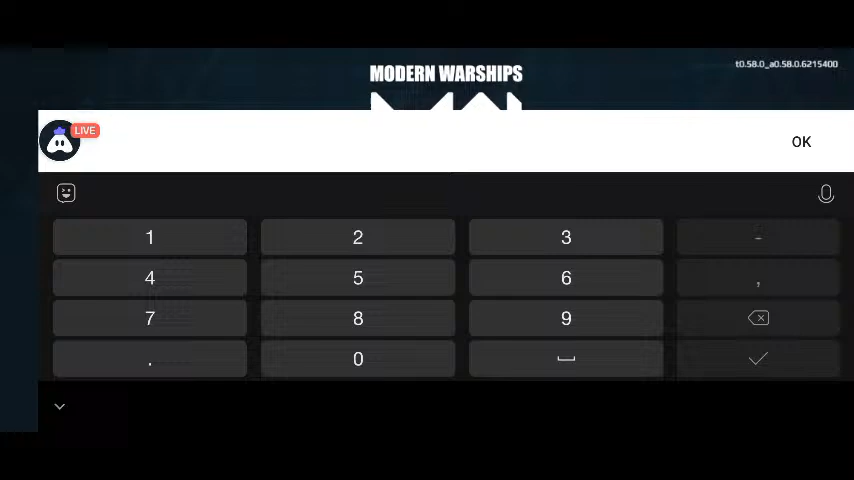 MODERN WARSHIPS
t0.58.0_a0.58.0.6215400
LIVE
OK
1 2 3 -
4 5 6 ,
7 8 9
. 0